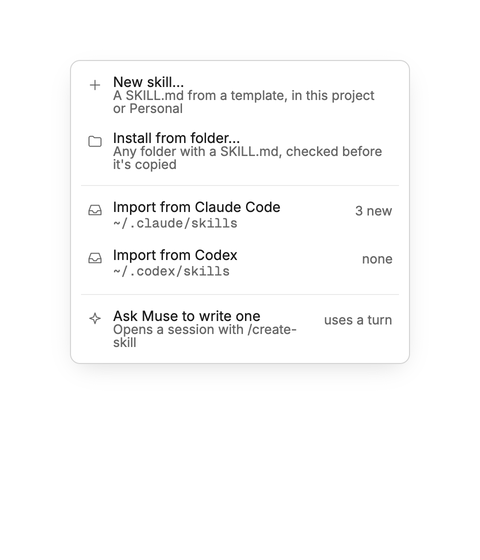 New skill...
A SKILL.md from a template, in this project
or Personal
Install from folder...
Any folder with a SKILL.md, checked before
it's copied
Import from Claude Code
3 new
~/.claude/skills
Import from Codex
none
~/.codex/skills
Ask Muse to write one
uses a turn
Opens a session with /create-
skill